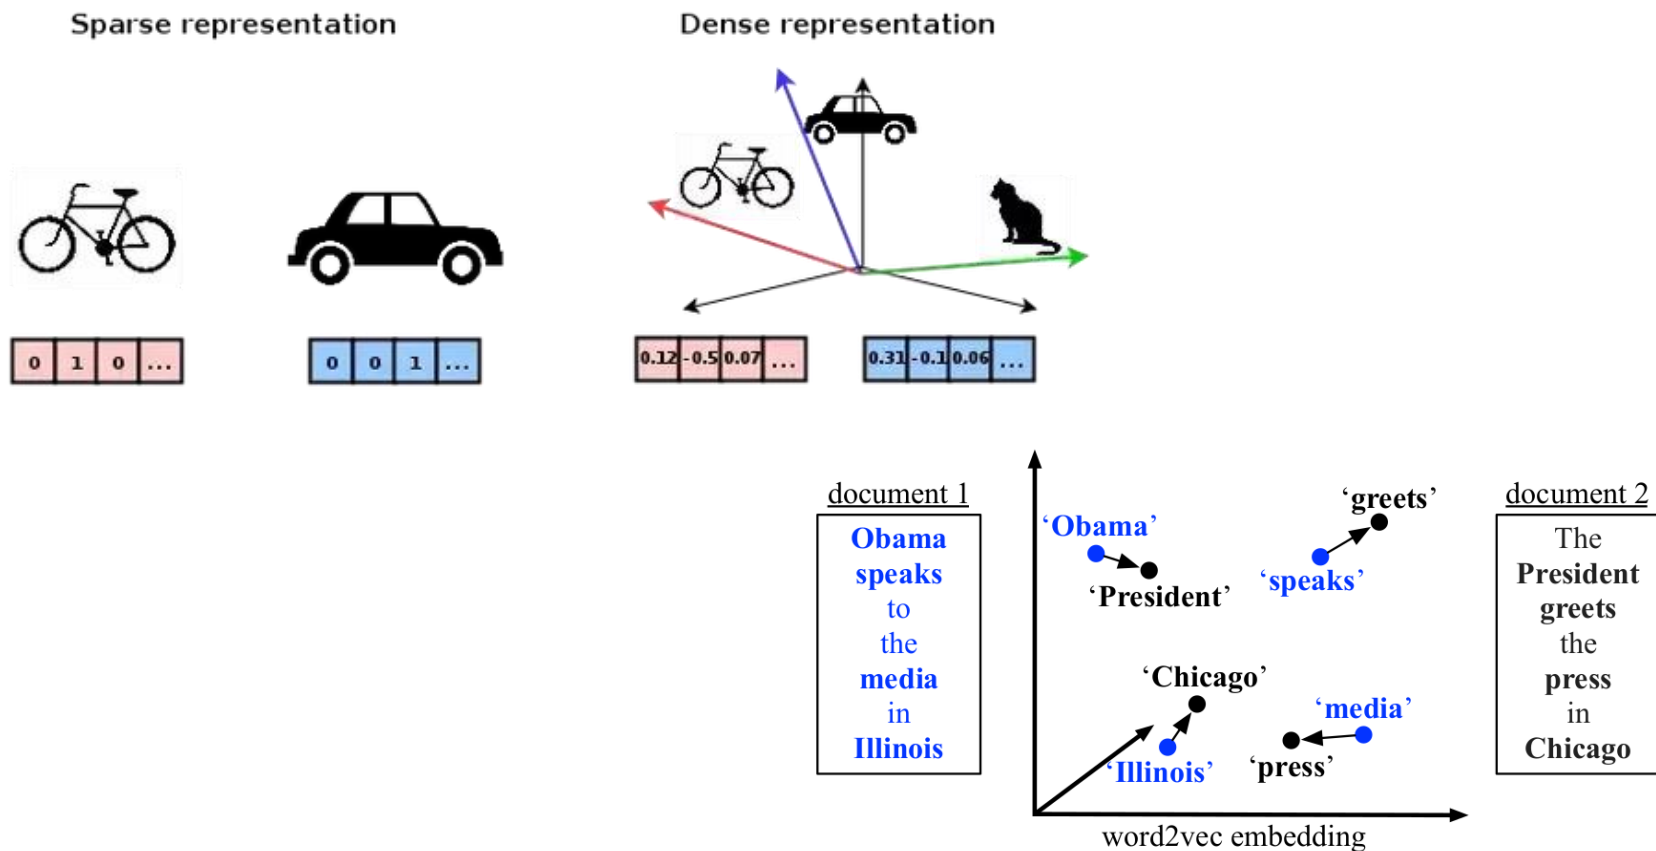 Sparse representation
Dense representation
0 1 0 ...
0 0 1 ...
0.12 -0.5 0.07 ...
0.31 -0.1 0.06 ...
document 1
Obama
speaks
to
the
media
in
Illinois
‘greets’
‘Obama’
‘speaks’
‘President’
‘Chicago’
‘media’
‘Illinois’
‘press’
word2vec embedding
document 2
The
President
greets
the
press
in
Chicago